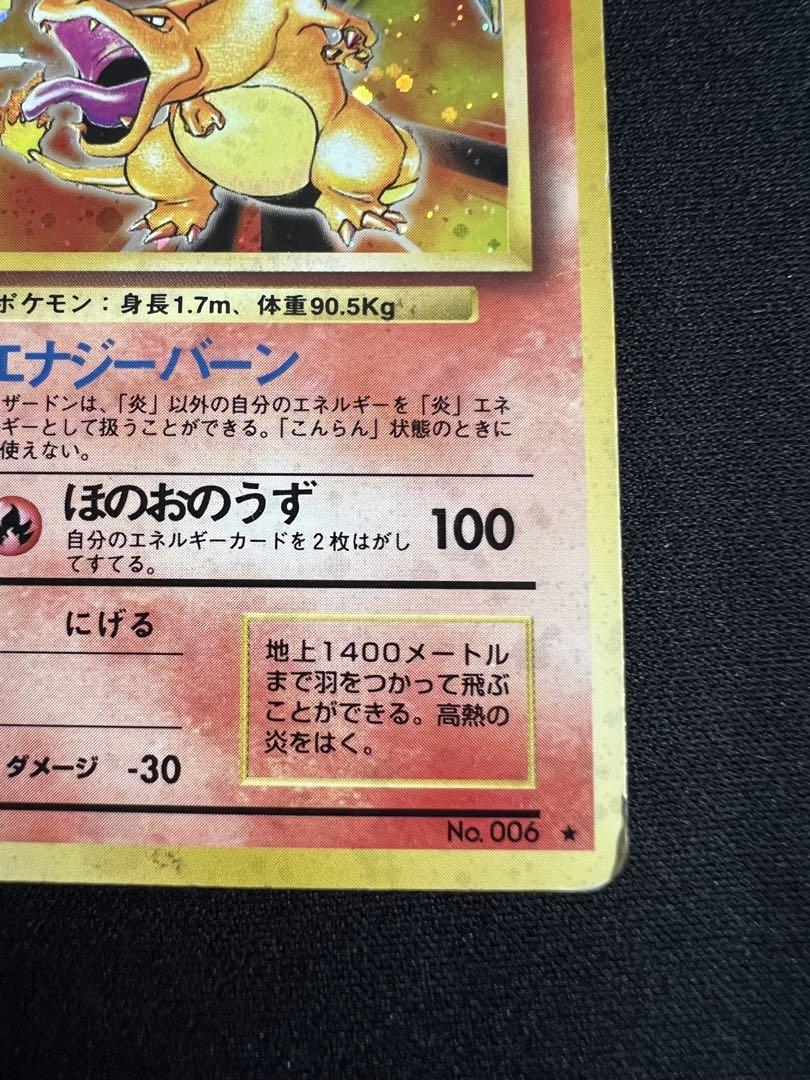 ポケモン：身長1.7m、体重90.5Kg
エナジーバーン
ザードンは、「炎」以外の自分のエネルギーを「炎」エネ
ギーとして扱うことができる。「こんらん」状態のときに
使えない。
ほのおのうず 100
自分のエネルギーカードを2枚はがし
てすてる。
にげる
地上1400メートル
まで羽をつかって飛ぶ
ことができる。高熱の
炎をはく。
ダメージ -30
No. 006 ★